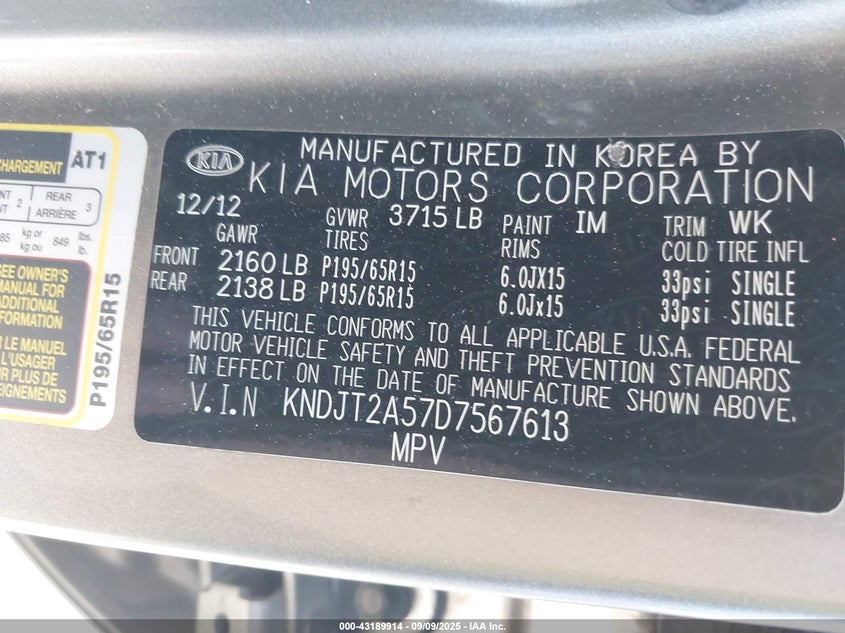 CHARGEMENT AT1
2 REAR 3
ARRIÈRE
85 kg or 849 lbs.
kg ou lb.
SEE OWNER'S
MANUAL FOR
ADDITIONAL
INFORMATION
LE MANUEL
L'USAGER
PLUS DE
P195/65R15
KIA
MANUFACTURED IN KOREA BY
KIA MOTORS CORPORATION
12/12 GVWR 3715 LB PAINT IM TRIM WK
GAWR TIRES RIMS COLD TIRE INFL
FRONT 2160 LB P195/65R15 6.0JX15 33psi SINGLE
REAR 2138 LB P195/65R15 6.0Jx15 33psi SINGLE
THIS VEHICLE CONFORMS TO ALL APPLICABLE U.S.A. FEDERAL
MOTOR VEHICLE SAFETY AND THEFT PREVENTION STANDARDS
IN EFFECT ON THE DATE OF MANUFACTURE SHOWN ABOVE.
V.I.N KNDJT2A57D7567613
MPV
000-43189914 - 09/09/2025 - IAA Inc.